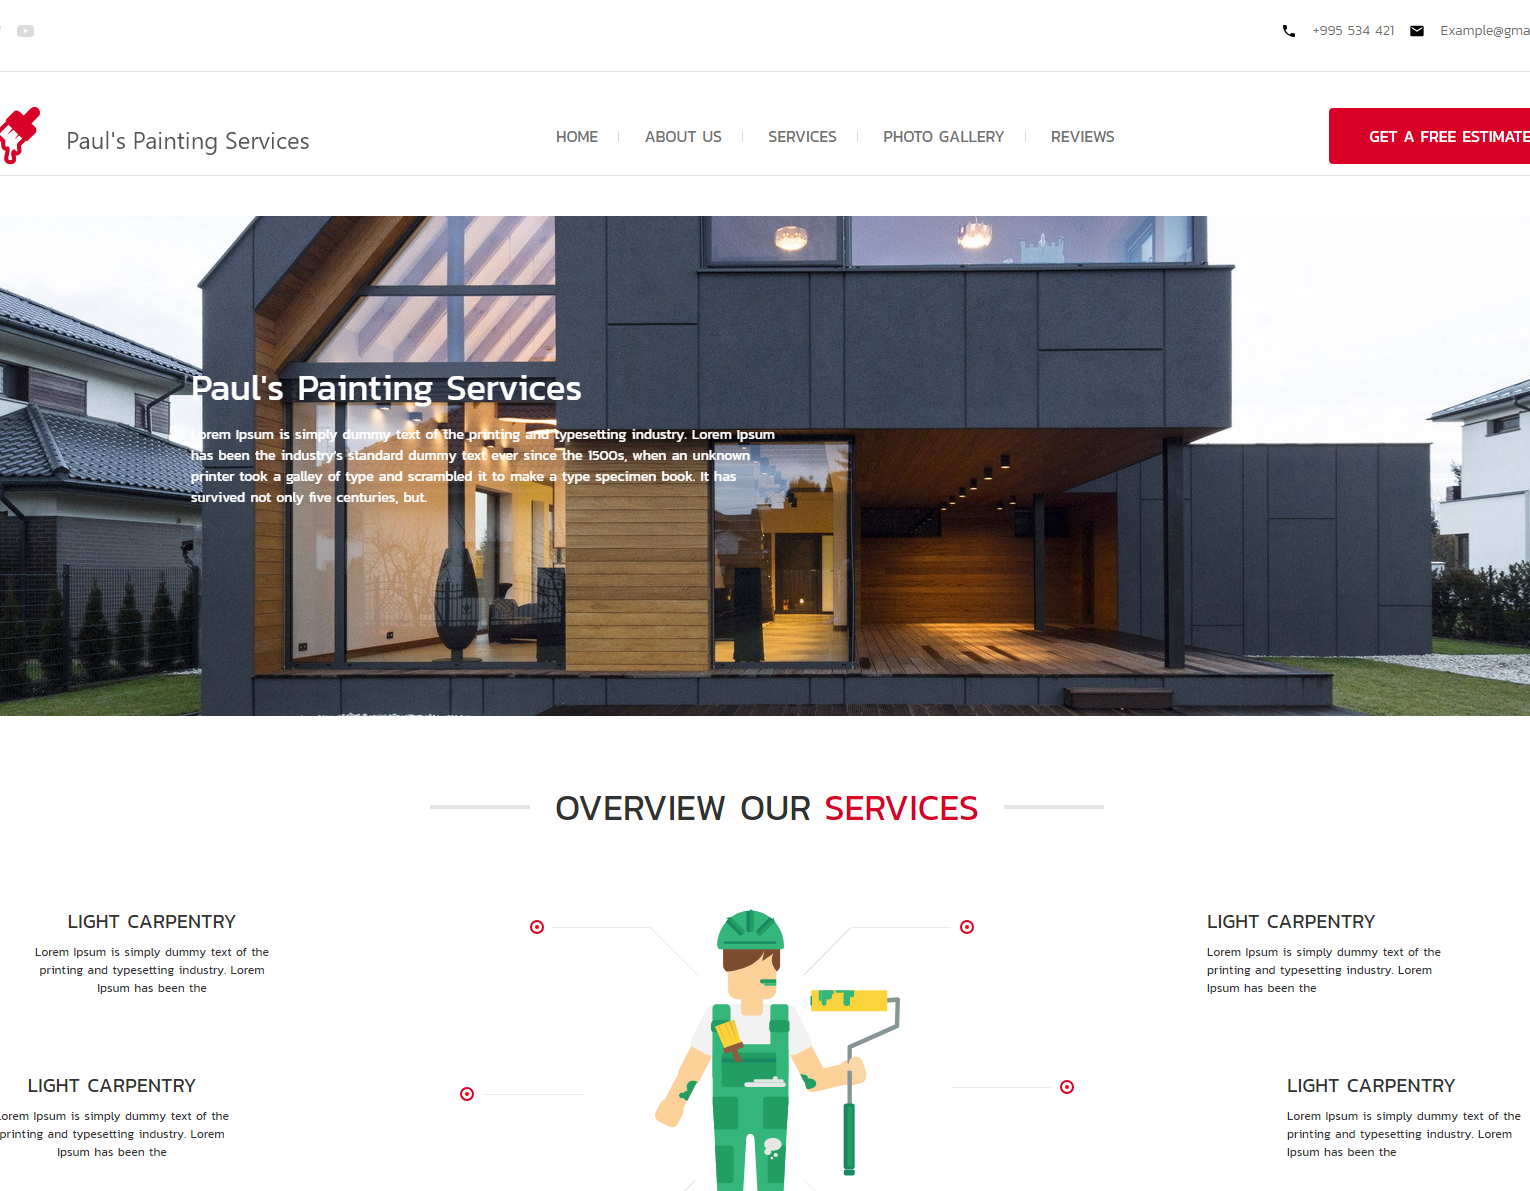 +995 534 421 Example@gma
Paul's Painting Services
HOME ABOUT US SERVICES PHOTO GALLERY REVIEWS
GET A FREE ESTIMATE
Paul's Painting Services
Lorem Ipsum is simply dummy text of the printing and typesetting industry. Lorem Ipsum
has been the industry's standard dummy text ever since the 1500s, when an unknown
printer took a galley of type and scrambled it to make a type specimen book. It has
survived not only five centuries, but.
OVERVIEW OUR SERVICES
LIGHT CARPENTRY
Lorem Ipsum is simply dummy text of the
printing and typesetting industry. Lorem
Ipsum has been the
LIGHT CARPENTRY
Lorem Ipsum is simply dummy text of the
printing and typesetting industry. Lorem
Ipsum has been the
LIGHT CARPENTRY
orem Ipsum is simply dummy text of the
printing and typesetting industry. Lorem
Ipsum has been the
LIGHT CARPENTRY
Lorem Ipsum is simply dummy text of the
printing and typesetting industry. Lorem
Ipsum has been the